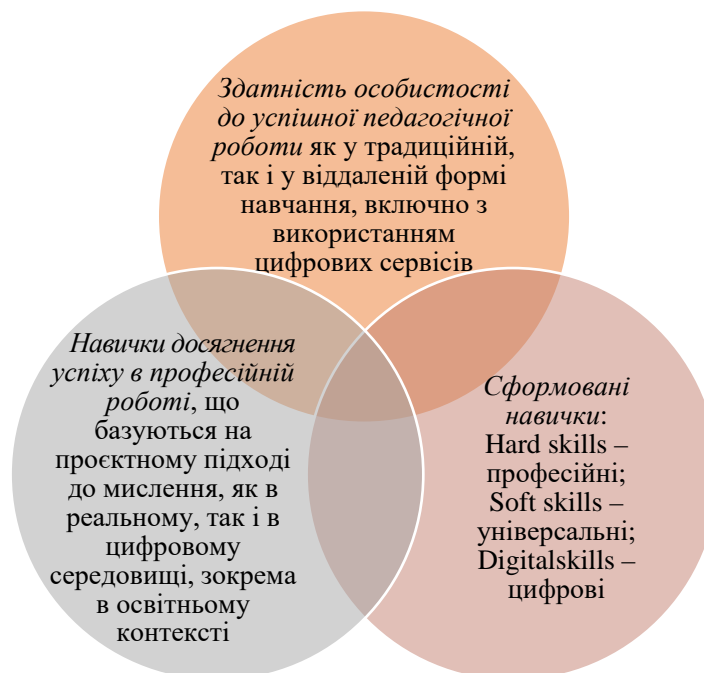 Здатність особистості
до успішної педагогічної
роботи як у традиційній,
так і у віддаленій формі
навчання, включно з
використанням
цифрових сервісів
Навички досягнення
успіху в професійній
роботі, що
базуються на
проєктному підході
до мислення, як в
реальному, так і в
цифровому
середовищі, зокрема
в освітньому
контексті
Сформовані
навички:
Hard skills –
професійні;
Soft skills –
універсальні;
Digitalskills –
цифрові